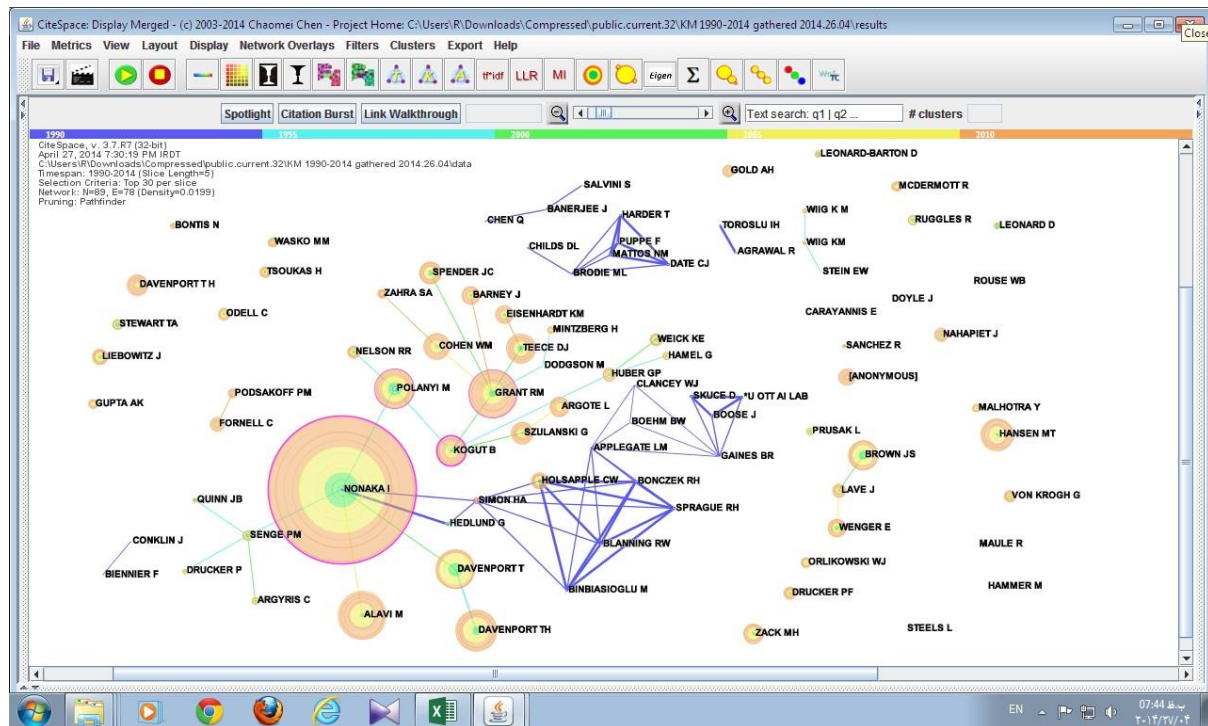 CiteSpace: Display Merged - (c) 2003-2014 Chaomei Chen - Project Home: C:\Users\R\Downloads\Compressed\public.current.32\KM 1990-2014 gathered 2014.26.04\results
Close
File Metrics View Layout Display Network Overlays Filters Clusters Export Help
tf*idf LLR MI Eigen Σ
Spotlight Citation Burst Link Walkthrough Text search: q1 | q2 ... # clusters
1990 1995 2000 2005 2010
CiteSpace, v. 3.7.R7 (32-bit)
April 27, 2014 7:30:19 PM IRDT
C:\Users\R\Downloads\Compressed\public.current.32\KM 1990-2014 gathered 2014.26.04\data
Timespan: 1990-2014 (Slice Length=5)
Selection Criteria: Top 30 per slice
Network: N=89, E=78 (Density=0.0199)
Pruning: Pathfinder
LEONARD-BARTON D
GOLD AH
SALVINI S
MCDERMOTT R
BANERJEE J
HARDER T
WIIG K M
CHEN Q
RUGGLES R
BONTIS N
TOROSLU IH
LEONARD D
WASKO MM
PUPPE F
WIIG KM
CHILDS DL
MATTOS NM
AGRAWAL R
DATE CJ
TSOUKAS H
SPENDER JC
BRODIE ML
STEIN EW
DAVENPORT T H
ROUSE WB
ZAHRA SA
BARNEY J
DOYLE J
ODELL C
EISENHARDT KM
CARAYANNIS E
STEWART TA
MINTZBERG H
NAHAPIET J
WEICK KE
COHEN WM
TEECE DJ
SANCHEZ R
NELSON RR
HAMEL G
LIEBOWITZ J
DODGSON M
HUBER GP
[ANONYMOUS]
POLANYI M
CLANCEY WJ
PODSAKOFF PM
GRANT RM
SKUCE D
*U OTT AI LAB
GUPTA AK
ARGOTE L
MALHOTRA Y
BOOSE J
FORNELL C
BOEHM BW
PRUSAK L
SZULANSKI G
HANSEN MT
APPLEGATE LM
KOGUT B
GAINES BR
BROWN JS
HOLSAPPLE CW
BONCZEK RH
NONAKA I
LAVE J
VON KROGH G
QUINN JB
SIMON HA
SPRAGUE RH
HEDLUND G
WENGER E
SENGE PM
CONKLIN J
BLANNING RW
MAULE R
ORLIKOWSKI WJ
DAVENPORT T
DRUCKER P
BIENNIER F
HAMMER M
BINBIASIOGLU M
DRUCKER PF
ARGYRIS C
ALAVI M
STEELS L
DAVENPORT TH
ZACK MH
EN
07:44 ب.ظ
۲۰۱۴/۲۷/۰۴